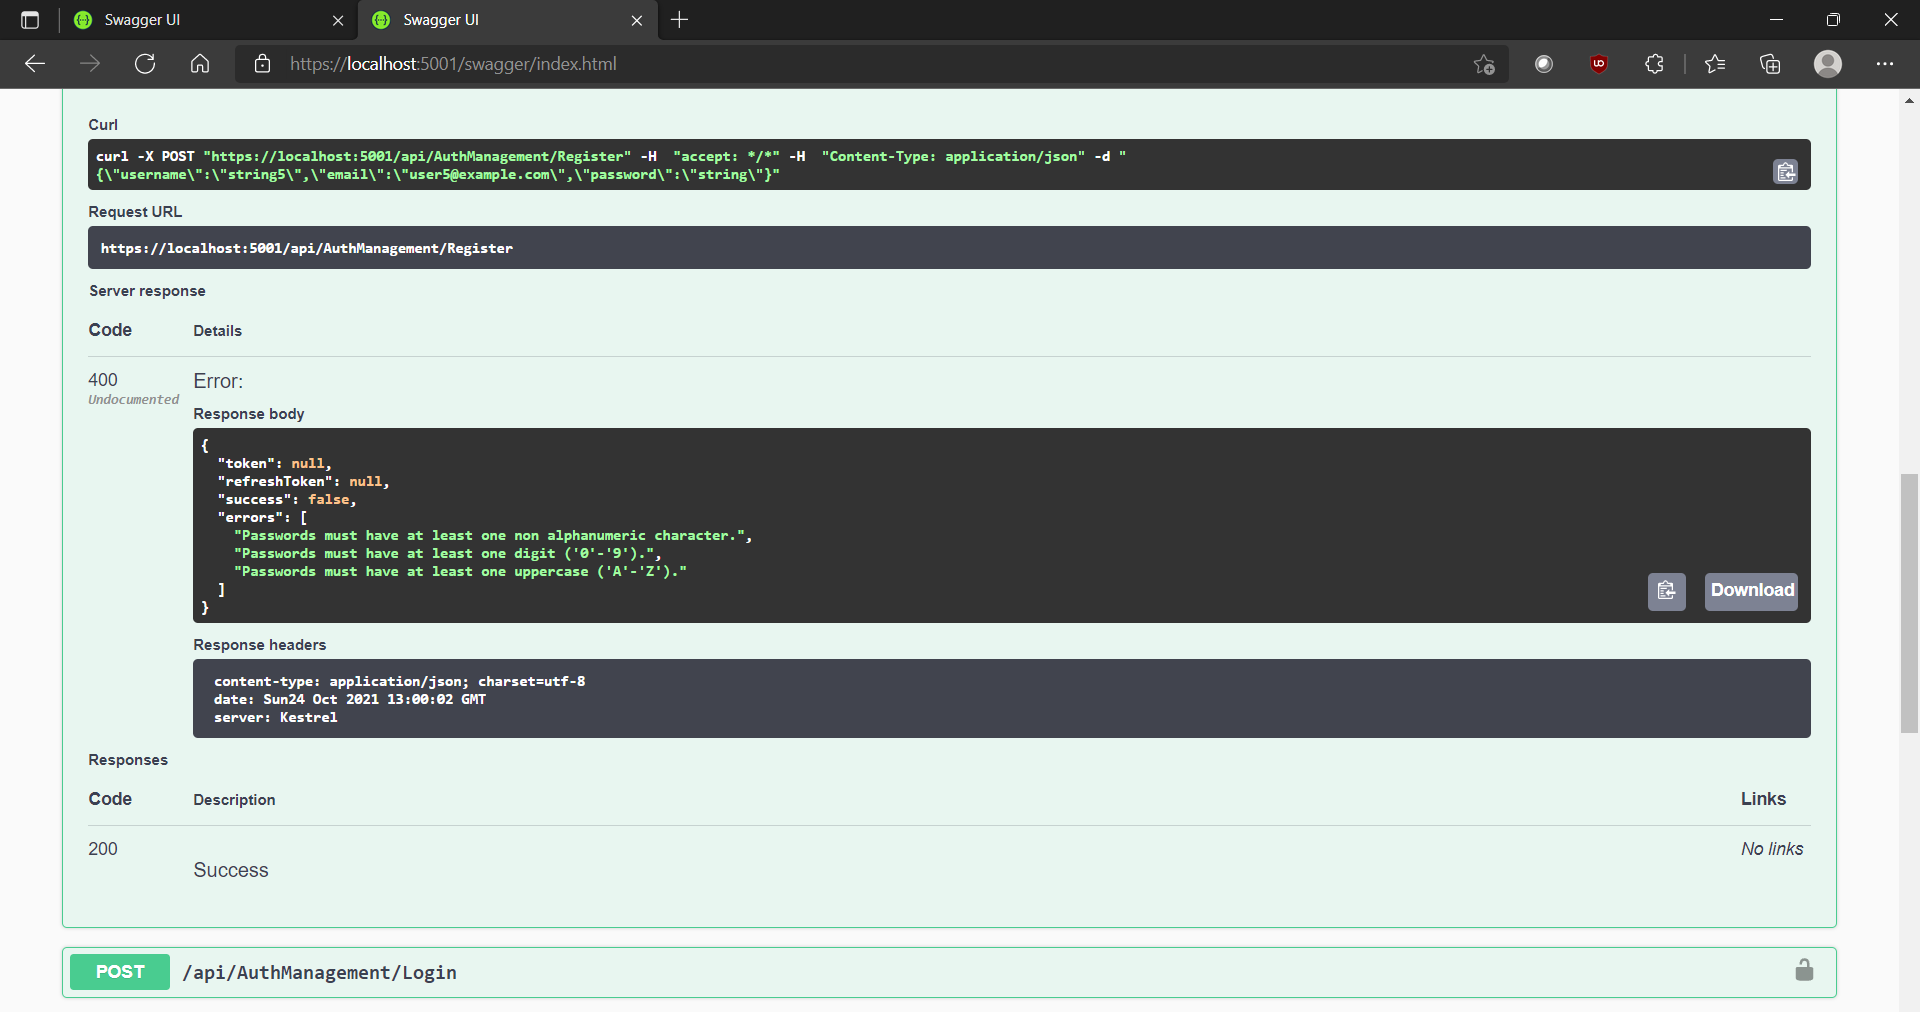 Swagger UI
Swagger UI
https://localhost:5001/swagger/index.html
Curl
curl -X POST "https://localhost:5001/api/AuthManagement/Register" -H  "accept: */*" -H  "Content-Type: application/json" -d "
{\"username\":\"string5\",\"email\":\"user5@example.com\",\"password\":\"string\"}"
Request URL
https://localhost:5001/api/AuthManagement/Register
Server response
Code Details
400 Error:
Undocumented
Response body
{
  "token": null,
  "refreshToken": null,
  "success": false,
  "errors": [
    "Passwords must have at least one non alphanumeric character.",
    "Passwords must have at least one digit ('0'-'9').",
    "Passwords must have at least one uppercase ('A'-'Z')."
  ]
}
Download
Response headers
content-type: application/json; charset=utf-8
date: Sun24 Oct 2021 13:00:02 GMT
server: Kestrel
Responses
Code Description Links
200 No links
Success
POST /api/AuthManagement/Login